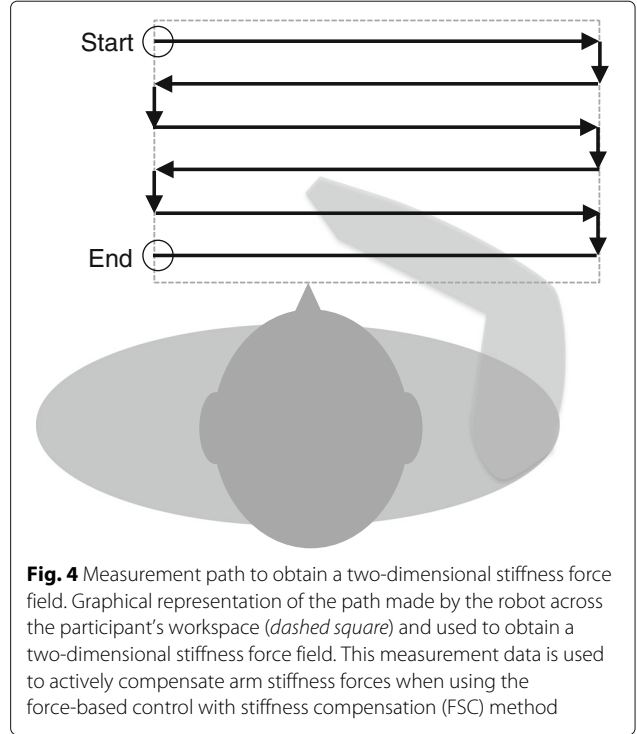 Start
End
Fig. 4 Measurement path to obtain a two-dimensional stiffness force
field. Graphical representation of the path made by the robot across
the participant's workspace (dashed square) and used to obtain a
two-dimensional stiffness force field. This measurement data is used
to actively compensate arm stiffness forces when using the
force-based control with stiffness compensation (FSC) method